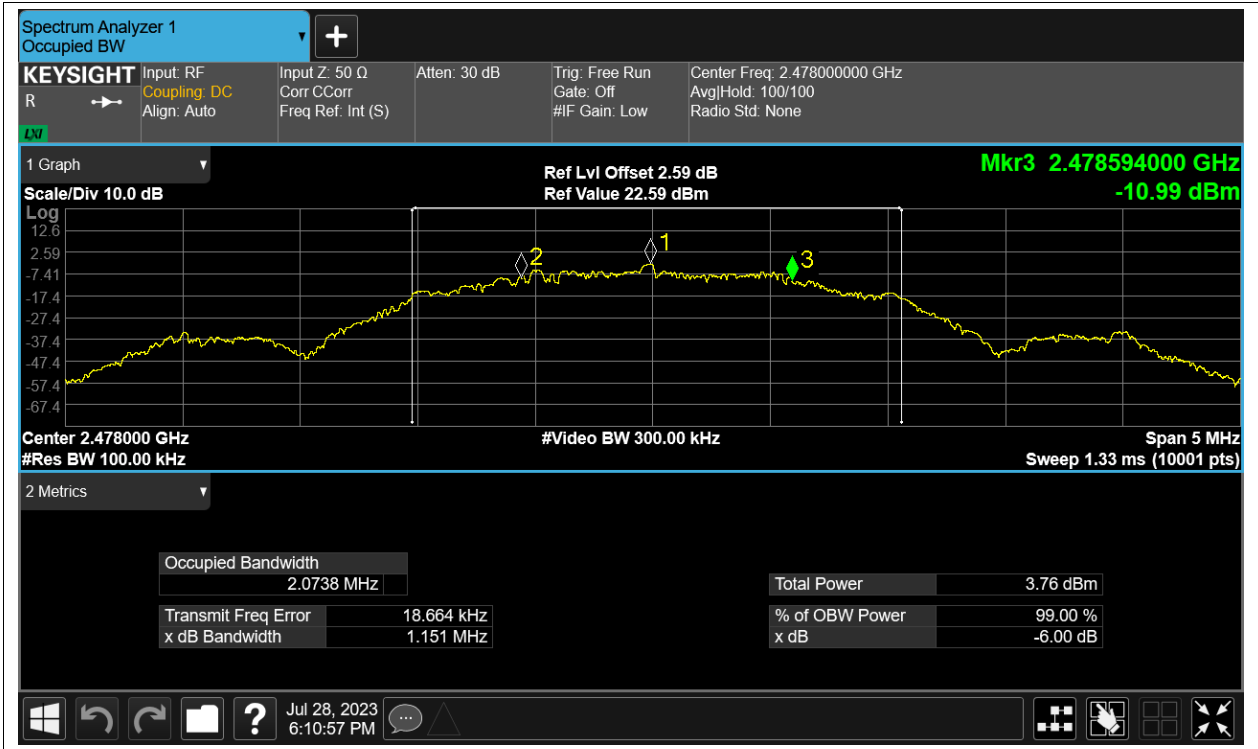 Spectrum Analyzer 1
Occupied BW
▼
+
KEYSIGHT
R
LXI
Input: RF
Coupling: DC
Align: Auto
Input Z: 50 Ω
Corr CCorr
Freq Ref: Int (S)
Atten: 30 dB
Trig: Free Run
Gate: Off
#IF Gain: Low
Center Freq: 2.478000000 GHz
Avg|Hold: 100/100
Radio Std: None
1 Graph ▼
Ref Lvl Offset 2.59 dB
Mkr3 2.478594000 GHz
Scale/Div 10.0 dB
Ref Value 22.59 dBm
-10.99 dBm
Log
12.6
2.59
-7.41
-17.4
-27.4
-37.4
-47.4
-57.4
-67.4
2
1
3
Center 2.478000 GHz
#Video BW 300.00 kHz
Span 5 MHz
#Res BW 100.00 kHz
Sweep 1.33 ms (10001 pts)
2 Metrics ▼
Occupied Bandwidth
2.0738 MHz
Total Power 3.76 dBm
Transmit Freq Error 18.664 kHz
% of OBW Power 99.00 %
x dB Bandwidth 1.151 MHz
x dB -6.00 dB
?
Jul 28, 2023
6:10:57 PM